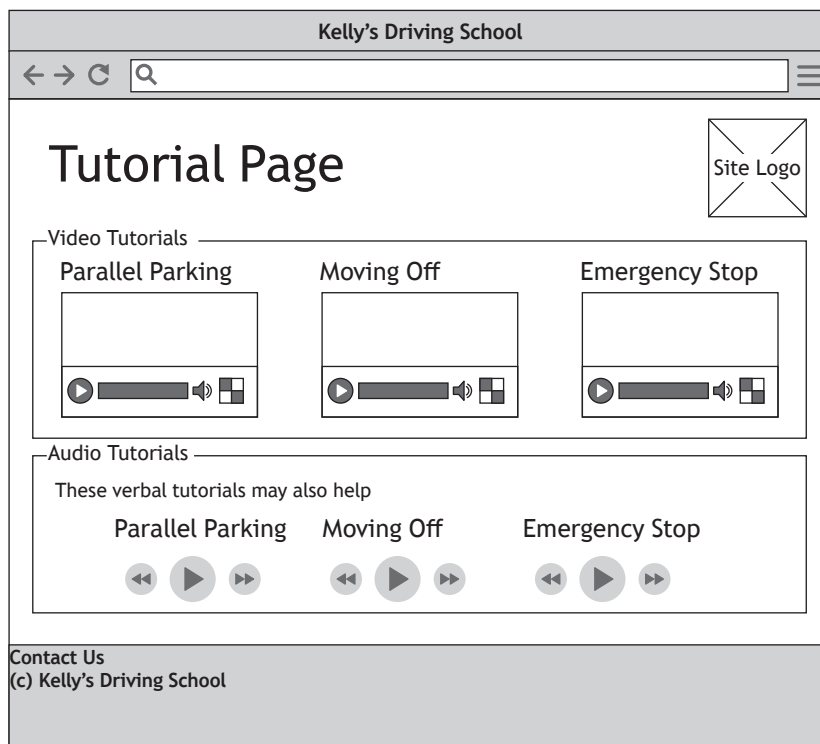 Kelly’s Driving School
Tutorial Page
Site Logo
Video Tutorials
Parallel Parking Moving Off Emergency Stop
Audio Tutorials
These verbal tutorials may also help
Parallel Parking Moving Off Emergency Stop
Contact Us
(c) Kelly’s Driving School